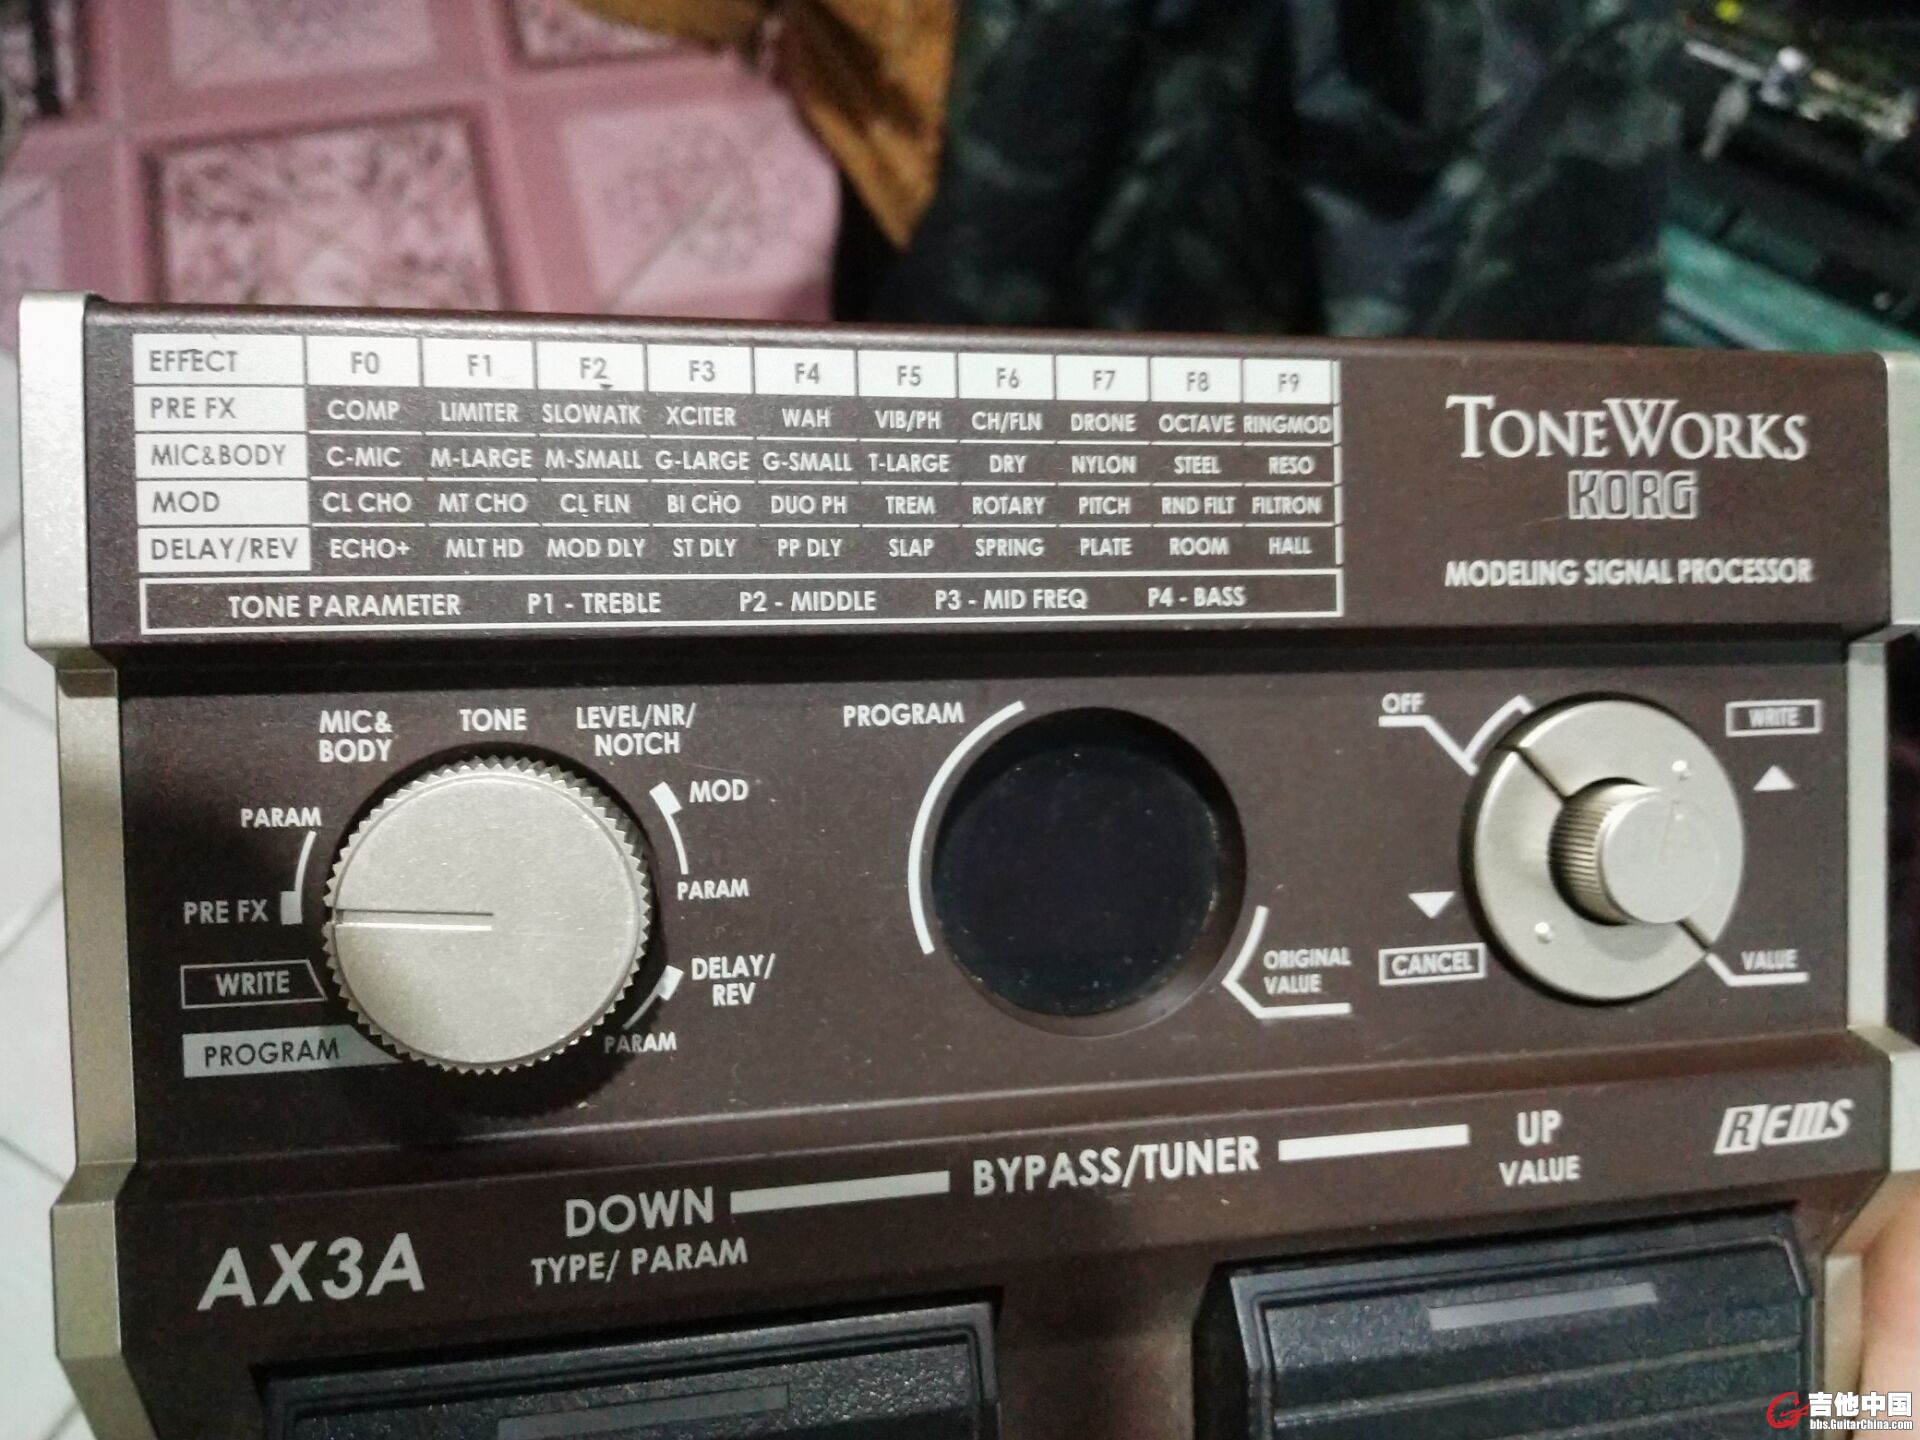 EFFECT F0 F1 F2 F3 F4 F5 F6 F7 F8 F9
PRE FX COMP LIMITER SLOWATK XCITER WAH VIB/PH CH/FLN DRONE OCTAVE RINGMOD
MIC&BODY C-MIC M-LARGE M-SMALL G-LARGE G-SMALL T-LARGE DRY NYLON STEEL RESO
MOD CL CHO MT CHO CL FLN BI CHO DUO PH TREM ROTARY PITCH RND FILT FILTRON
DELAY/REV ECHO+ MLT HD MOD DLY ST DLY PP DLY SLAP SPRING PLATE ROOM HALL
TONE PARAMETER P1 - TREBLE P2 - MIDDLE P3 - MID FREQ P4 - BASS
TONEWORKS
KORG
MODELING SIGNAL PROCESSOR
MIC&
BODY
TONE
LEVEL/NR/
NOTCH
MOD
PARAM
PARAM
PRE FX
WRITE
PROGRAM
DELAY/
REV
PARAM
PROGRAM
ORIGINAL
VALUE
OFF
WRITE
CANCEL
VALUE
AX3A
DOWN
TYPE/ PARAM
BYPASS/TUNER
UP
VALUE
REMS
吉他中国
bbs.GuitarChina.com